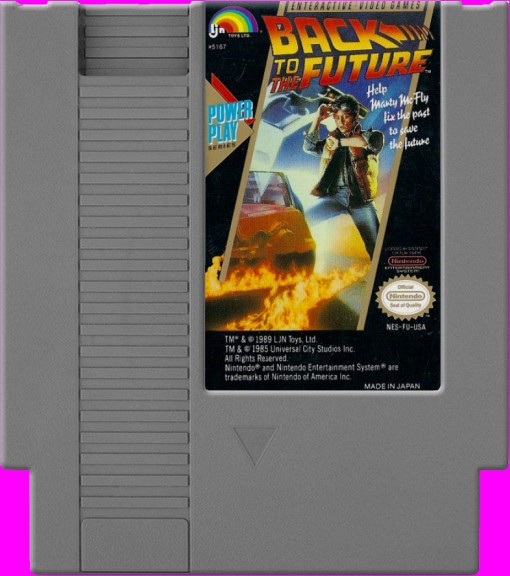 ENTERTACTIVE VIDEO GAMES
LJN
TOYS LTD.
*5167
BACK
TO
THE FUTURE™
Help
Marty McFly
fix the past
to save
the future
POWER
PLAY
SERIES
Nintendo
ENTERTAINMENT
SYSTEM
Official
Nintendo
Seal of Quality
NES-FU-USA
TM® & © 1989 LJN Toys, Ltd.
TM & © 1985 Universal City Studios Inc.
All Rights Reserved.
Nintendo® and Nintendo Entertainment System® are
trademarks of Nintendo of America Inc.
MADE IN JAPAN